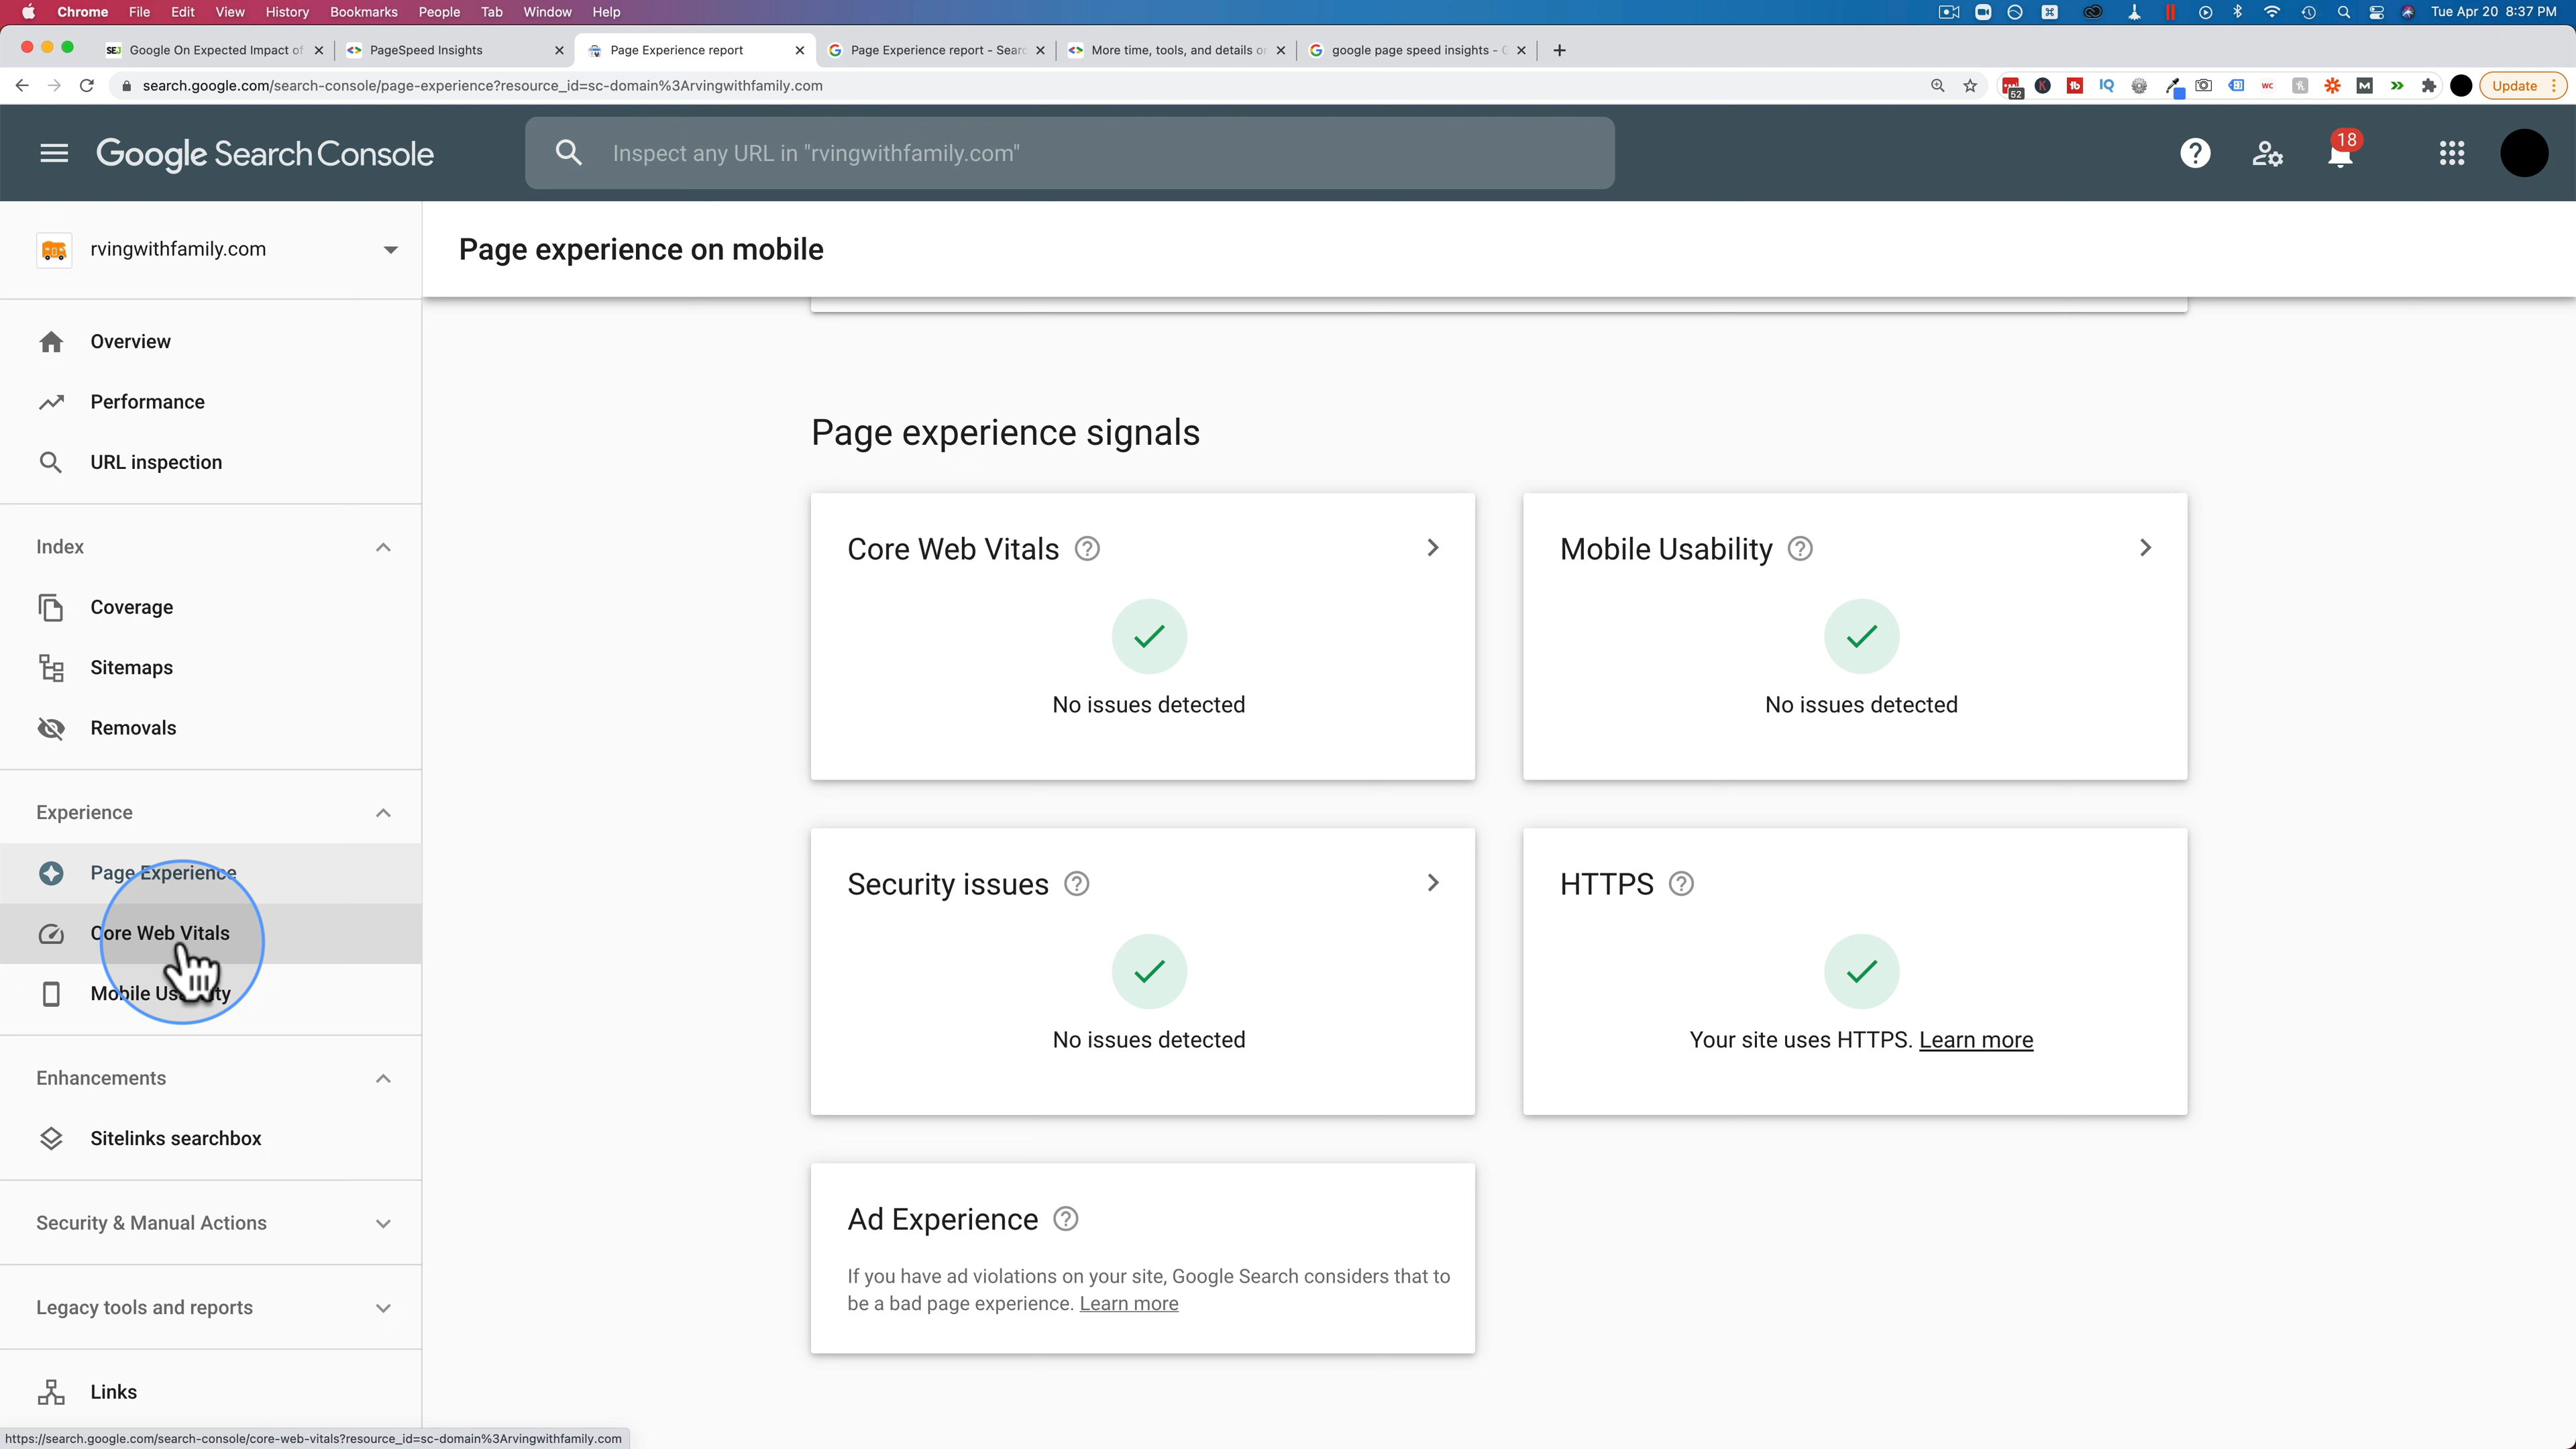 Chrome File Edit View History Bookmarks People Tab Window Help
Tue Apr 20 8:37 PM
SEJ Google On Expected Impact of
PageSpeed Insights
Page Experience report
Page Experience report - Searc
More time, tools, and details on
google page speed insights - G
search.google.com/search-console/page-experience?resource_id=sc-domain%3Arvingwithfamily.com
52
IQ
WC
Update
Google Search Console
Inspect any URL in "rvingwithfamily.com"
18
rvingwithfamily.com
Page experience on mobile
Overview
Performance
URL inspection
Index
Coverage
Sitemaps
Removals
Experience
Page Experience
Core Web Vitals
Mobile Usability
Enhancements
Sitelinks searchbox
Security & Manual Actions
Legacy tools and reports
Links
Page experience signals
Core Web Vitals
No issues detected
Mobile Usability
No issues detected
Security issues
No issues detected
HTTPS
Your site uses HTTPS. Learn more
Ad Experience
If you have ad violations on your site, Google Search considers that to
be a bad page experience. Learn more
https://search.google.com/search-console/core-web-vitals?resource_id=sc-domain%3Arvingwithfamily.com